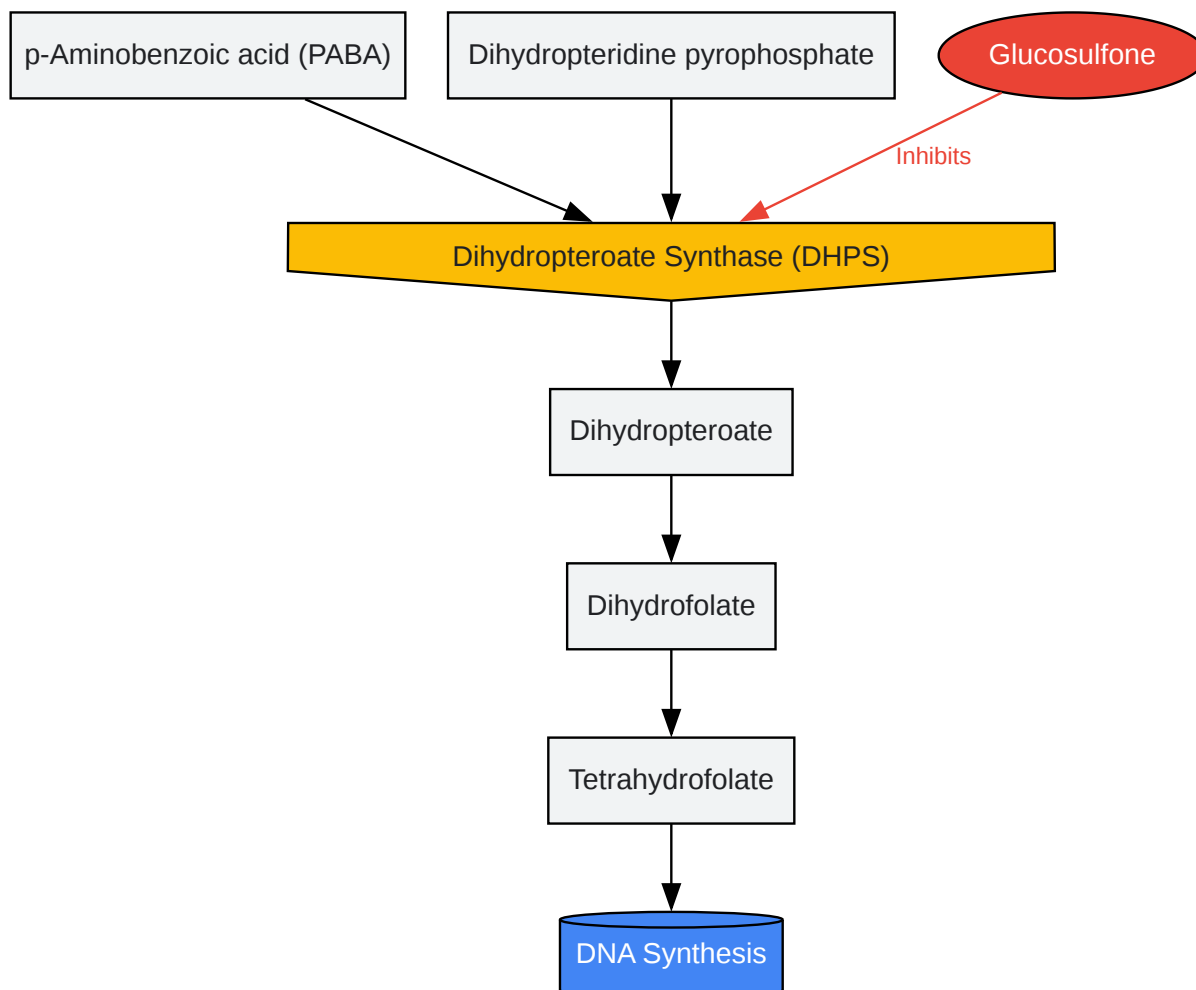 p-Aminobenzoic acid (PABA)
Dihydropteridine pyrophosphate
Glucosulfone
Inhibits
Dihydropteroate Synthase (DHPS)
Dihydropteroate
Dihydrofolate
Tetrahydrofolate
DNA Synthesis